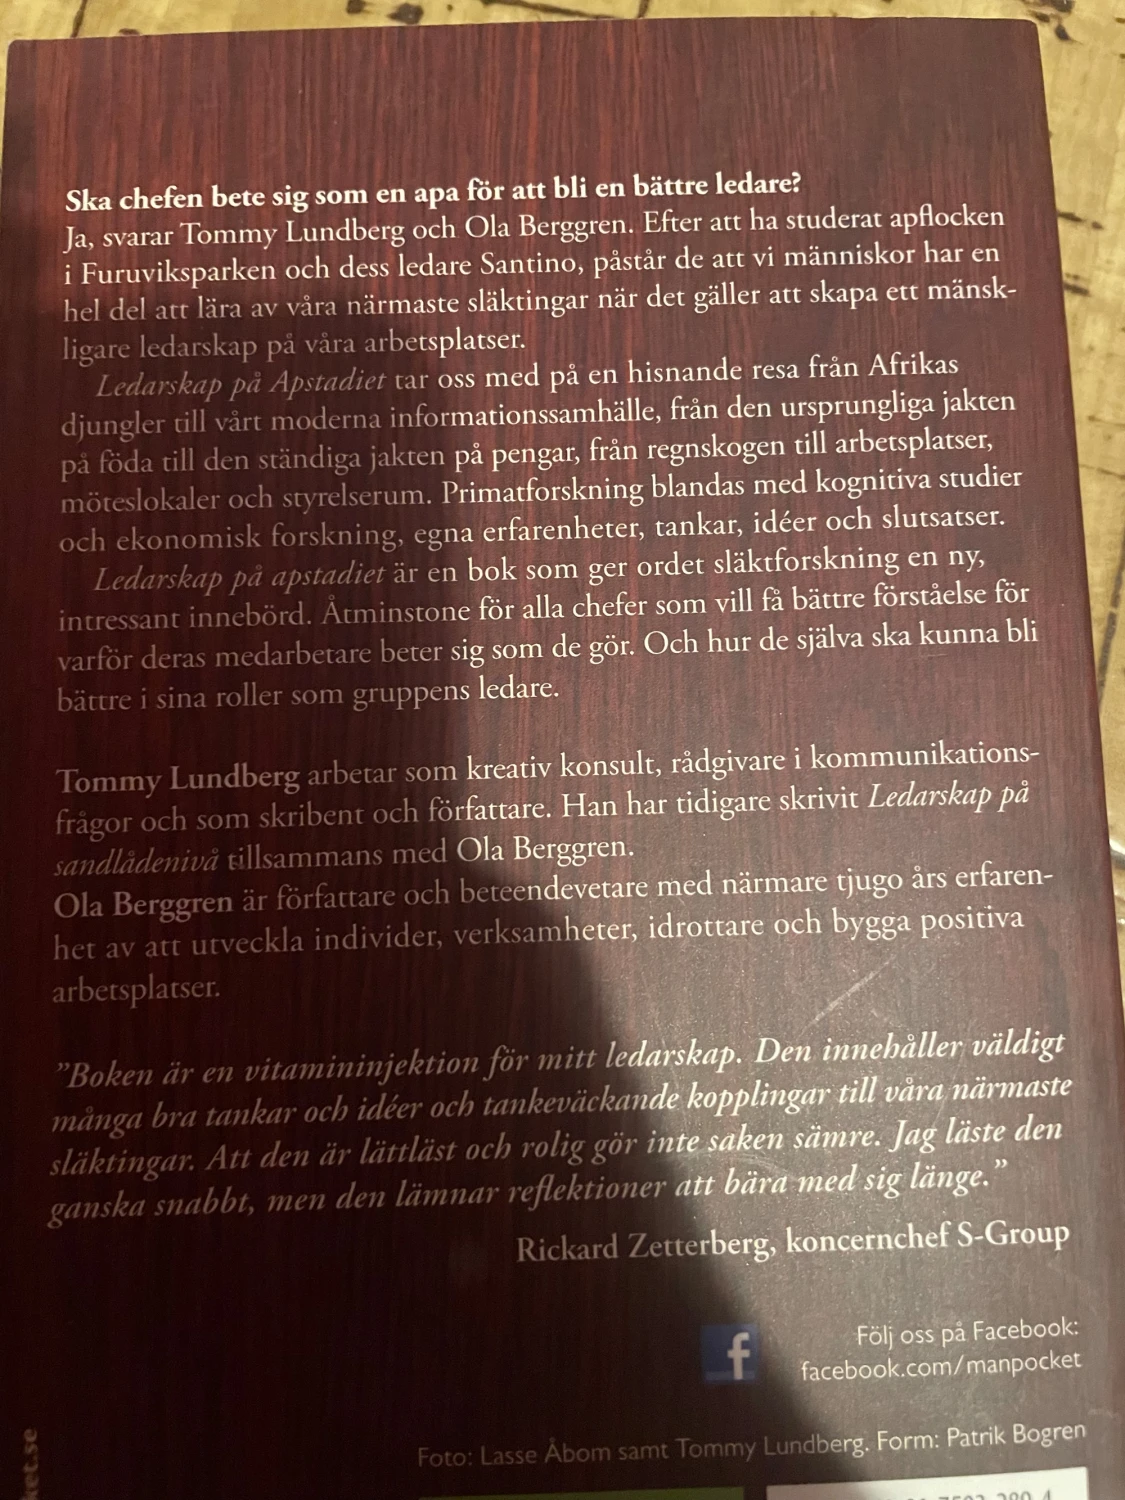 Ska chefen bete sig som en apa för att bli en bättre ledare?
Ja, svarar Tommy Lundberg och Ola Berggren. Efter att ha studerat apflocken
i Furuviksparken och dess ledare Santino, påstår de att vi människor har en
hel del att lära av våra närmaste släktingar när det gäller att skapa ett mänsk-
ligare ledarskap på våra arbetsplatser.
Ledarskap på Apstadiet tar oss med på en hisnande resa från Afrikas
djungler till vårt moderna informationssamhälle, från den ursprungliga jakten
på föda till den ständiga jakten på pengar, från regnskogen till arbetsplatser,
möteslokaler och styrelserum. Primatforskning blandas med kognitiva studier
och ekonomisk forskning, egna erfarenheter, tankar, idéer och slutsatser.
Ledarskap på apstadiet är en bok som ger ordet släktforskning en ny,
intressant innebörd. Åtminstone för alla chefer som vill få bättre förståelse för
varför deras medarbetare beter sig som de gör. Och hur de själva ska kunna bli
bättre i sina roller som gruppens ledare.
Tommy Lundberg arbetar som kreativ konsult, rådgivare i kommunikations-
frågor och som skribent och författare. Han har tidigare skrivit Ledarskap på
sandlådenivå tillsammans med Ola Berggren.
Ola Berggren är författare och beteendevetare med närmare tjugo års erfaren-
het av att utveckla individer, verksamheter, idrottare och bygga positiva
arbetsplatser.
"Boken är en vitamininjektion för mitt ledarskap. Den innehåller väldigt
många bra tankar och idéer och tankeväckande kopplingar till våra närmaste
släktingar. Att den är lättläst och rolig gör inte saken sämre. Jag läste den
ganska snabbt, men den lämnar reflektioner att bära med sig länge."
Rickard Zetterberg, koncernchef S-Group
f
Följ oss på Facebook:
facebook.com/manpocket
Foto: Lasse Åbom samt Tommy Lundberg. Form: Patrik Bogren
ket.se